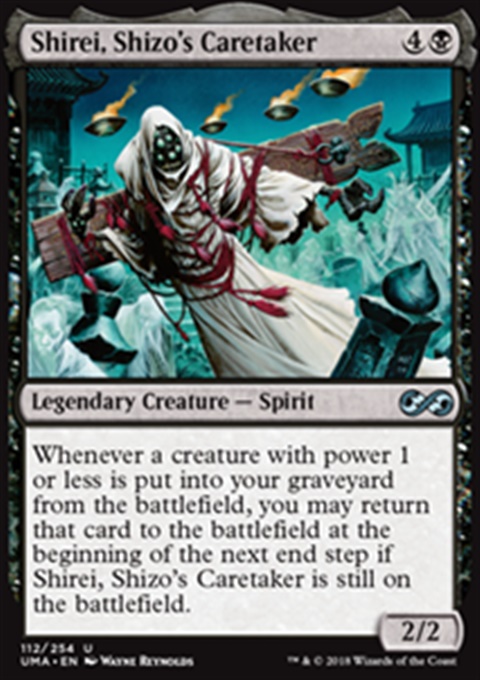 Shirei, Shizo's Caretaker 4
Legendary Creature — Spirit
Whenever a creature with power 1
or less is put into your graveyard
from the battlefield, you may return
that card to the battlefield at the
beginning of the next end step if
Shirei, Shizo's Caretaker is still on
the battlefield.
2/2
112/254 U
UMA • EN Wayne Reynolds
™ & © 2018 Wizards of the Coast